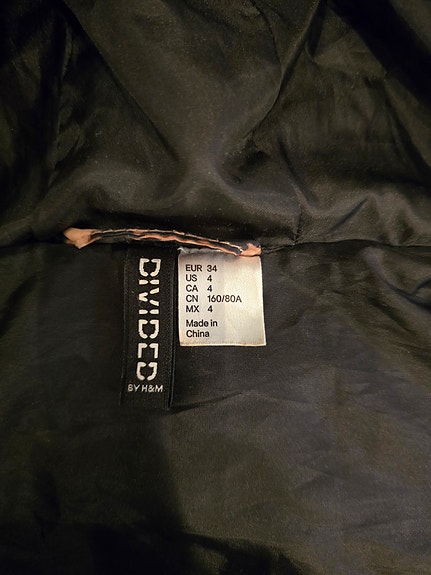 DIVIDED
BY H&M
EUR 34
US 4
CA 4
CN 160/80A
MX 4
Made in
China